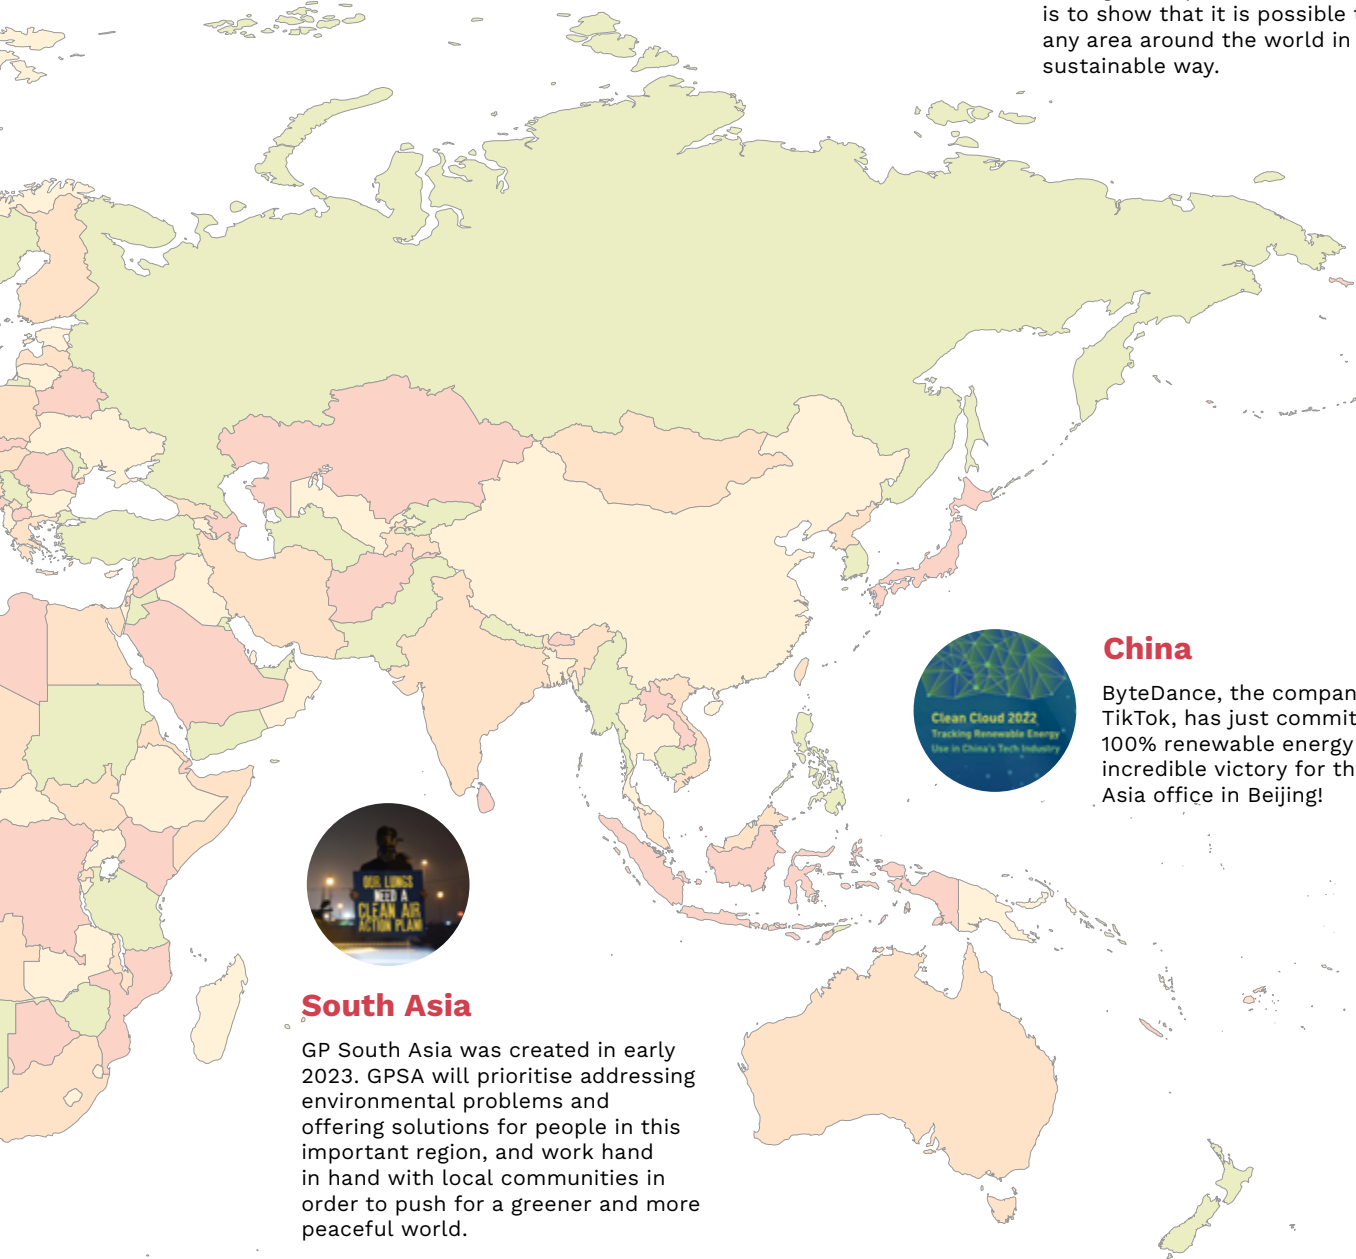 is to show that it is possible
any area around the world in
sustainable way.
China
ByteDance, the compan
TikTok, has just commit
100% renewable energy
incredible victory for th
Asia office in Beijing!
Clean Cloud 2022
Tracking Renewable Energy
Use in China's Tech Industry
OUR LUNGS
NEED A
CLEAN AIR
ACTION PLAN!
South Asia
GP South Asia was created in early
2023. GPSA will prioritise addressing
environmental problems and
offering solutions for people in this
important region, and work hand
in hand with local communities in
order to push for a greener and more
peaceful world.